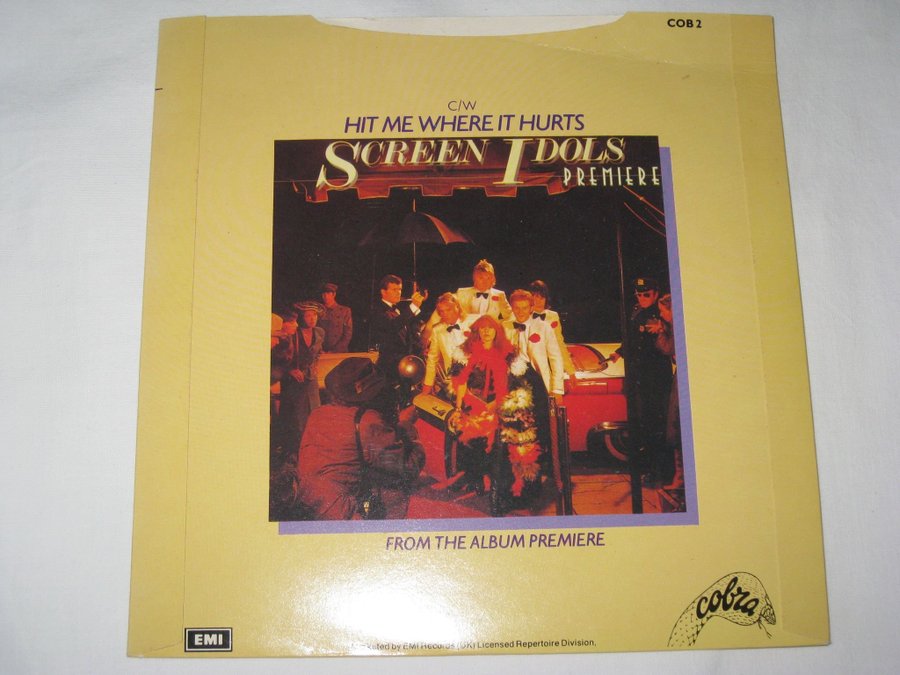 COB 2
C/W
HIT ME WHERE IT HURTS
SCREEN IDOLS
PREMIERE
FROM THE ALBUM PREMIERE
cobra
EMI
Marketed by EMI Records (UK) Licensed Repertoire Division.